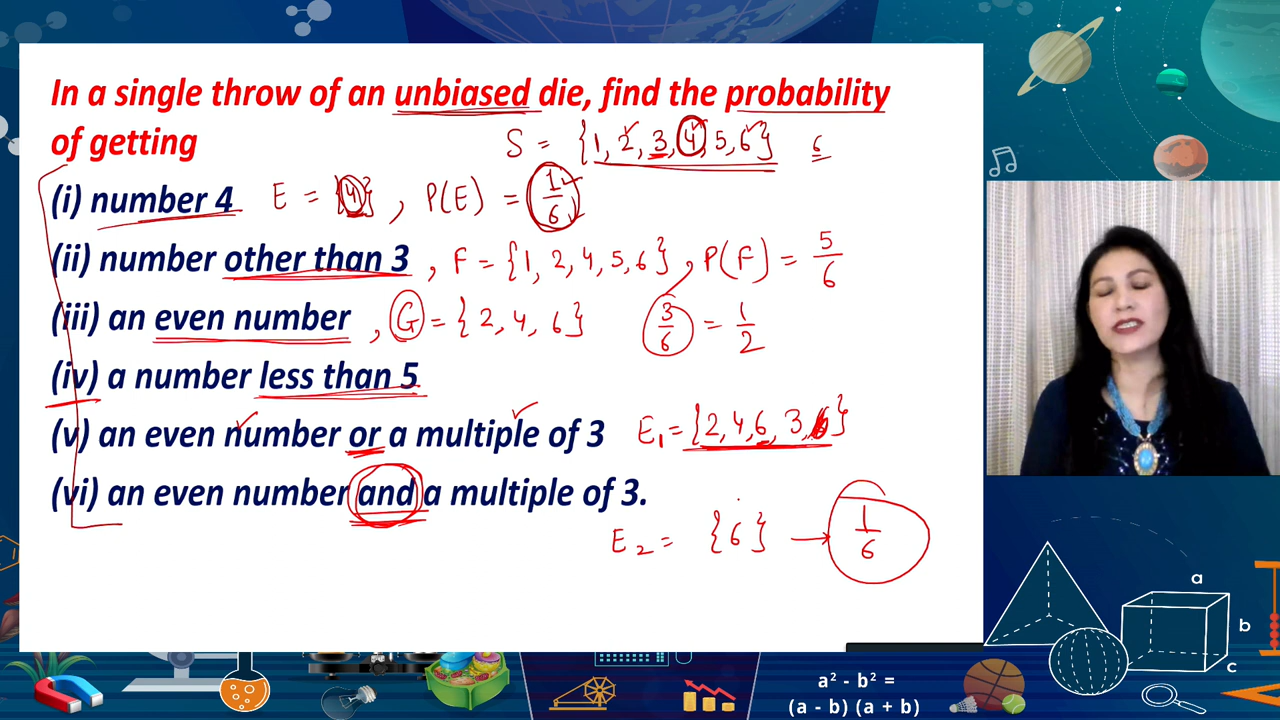 In a single throw of an unbiased die, find the probability
of getting
S = {1, 2, 3, 4, 5, 6} 6
(i) number 4 E = {4}, P(E) = 1/6
(ii) number other than 3, F = {1, 2, 4, 5, 6}, P(F) = 5/6
(iii) an even number, G = {2, 4, 6} 3/6 = 1/2
(iv) a number less than 5
(v) an even number or a multiple of 3 E₁ = {2, 4, 6, 3, 6}
(vi) an even number and a multiple of 3.
E₂ = {6} → 1/6
a
b
c
a² - b² =
(a - b) (a + b)